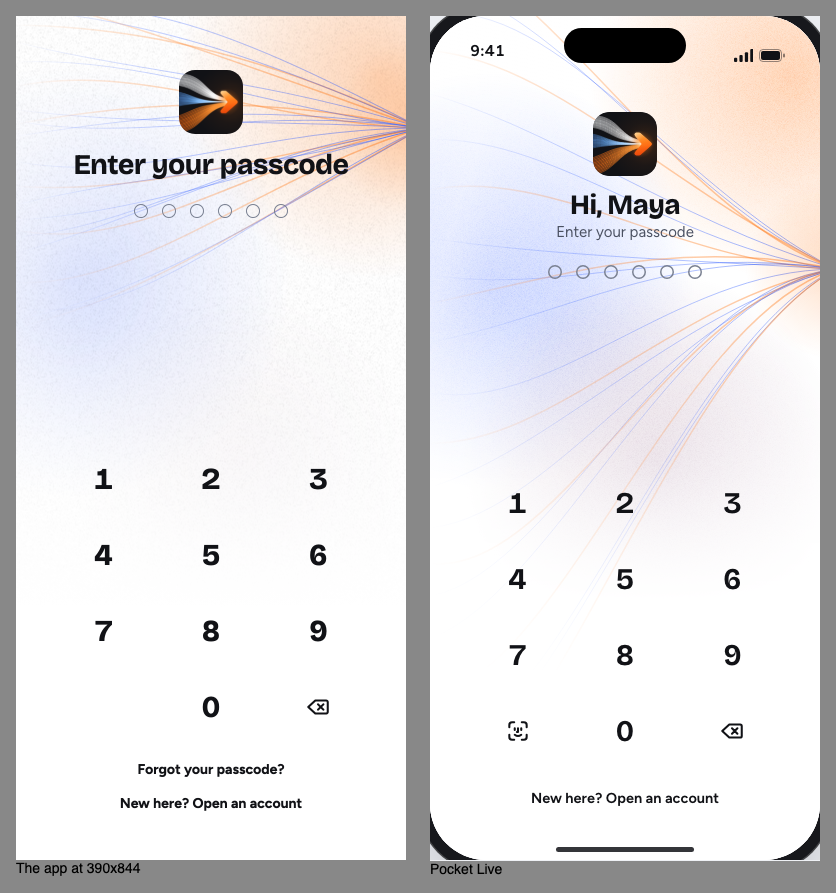 Enter your passcode
1 2 3
4 5 6
7 8 9
0
Forgot your passcode?
New here? Open an account
The app at 390x844
9:41
Hi, Maya
Enter your passcode
1 2 3
4 5 6
7 8 9
0
New here? Open an account
Pocket Live